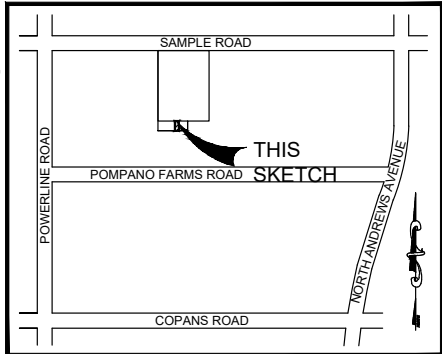 SAMPLE ROAD
THIS
SKETCH
POMPANO FARMS ROAD
POWERLINE ROAD
NORTH ANDREWS AVENUE
COPANS ROAD